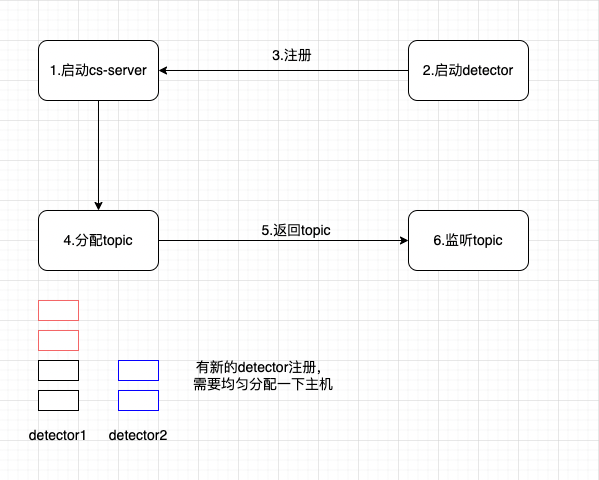 3.注册
1.启动cs-server
2.启动detector
4.分配topic
5.返回topic
6.监听topic
有新的detector注册，
需要均匀分配一下主机
detector1
detector2